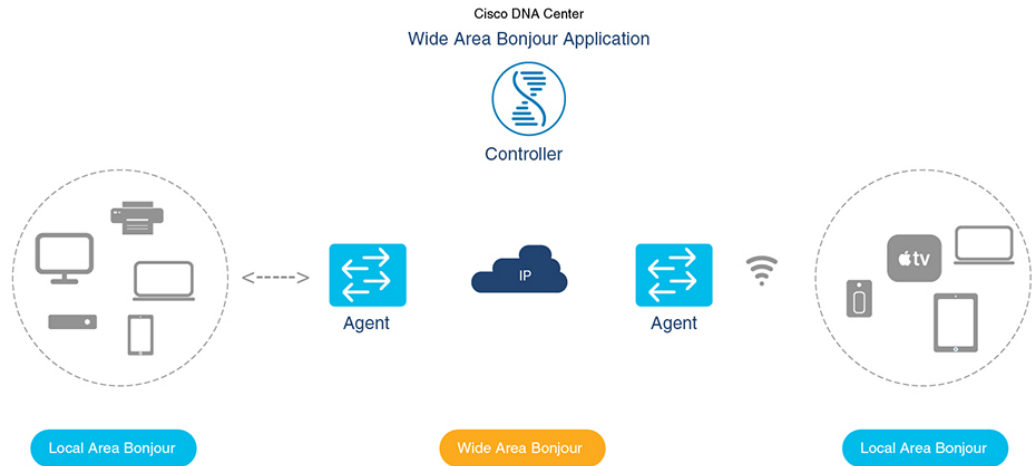 Cisco DNA Center
Wide Area Bonjour Application
Controller
tv
IP
Agent
Agent
Local Area Bonjour
Wide Area Bonjour
Local Area Bonjour